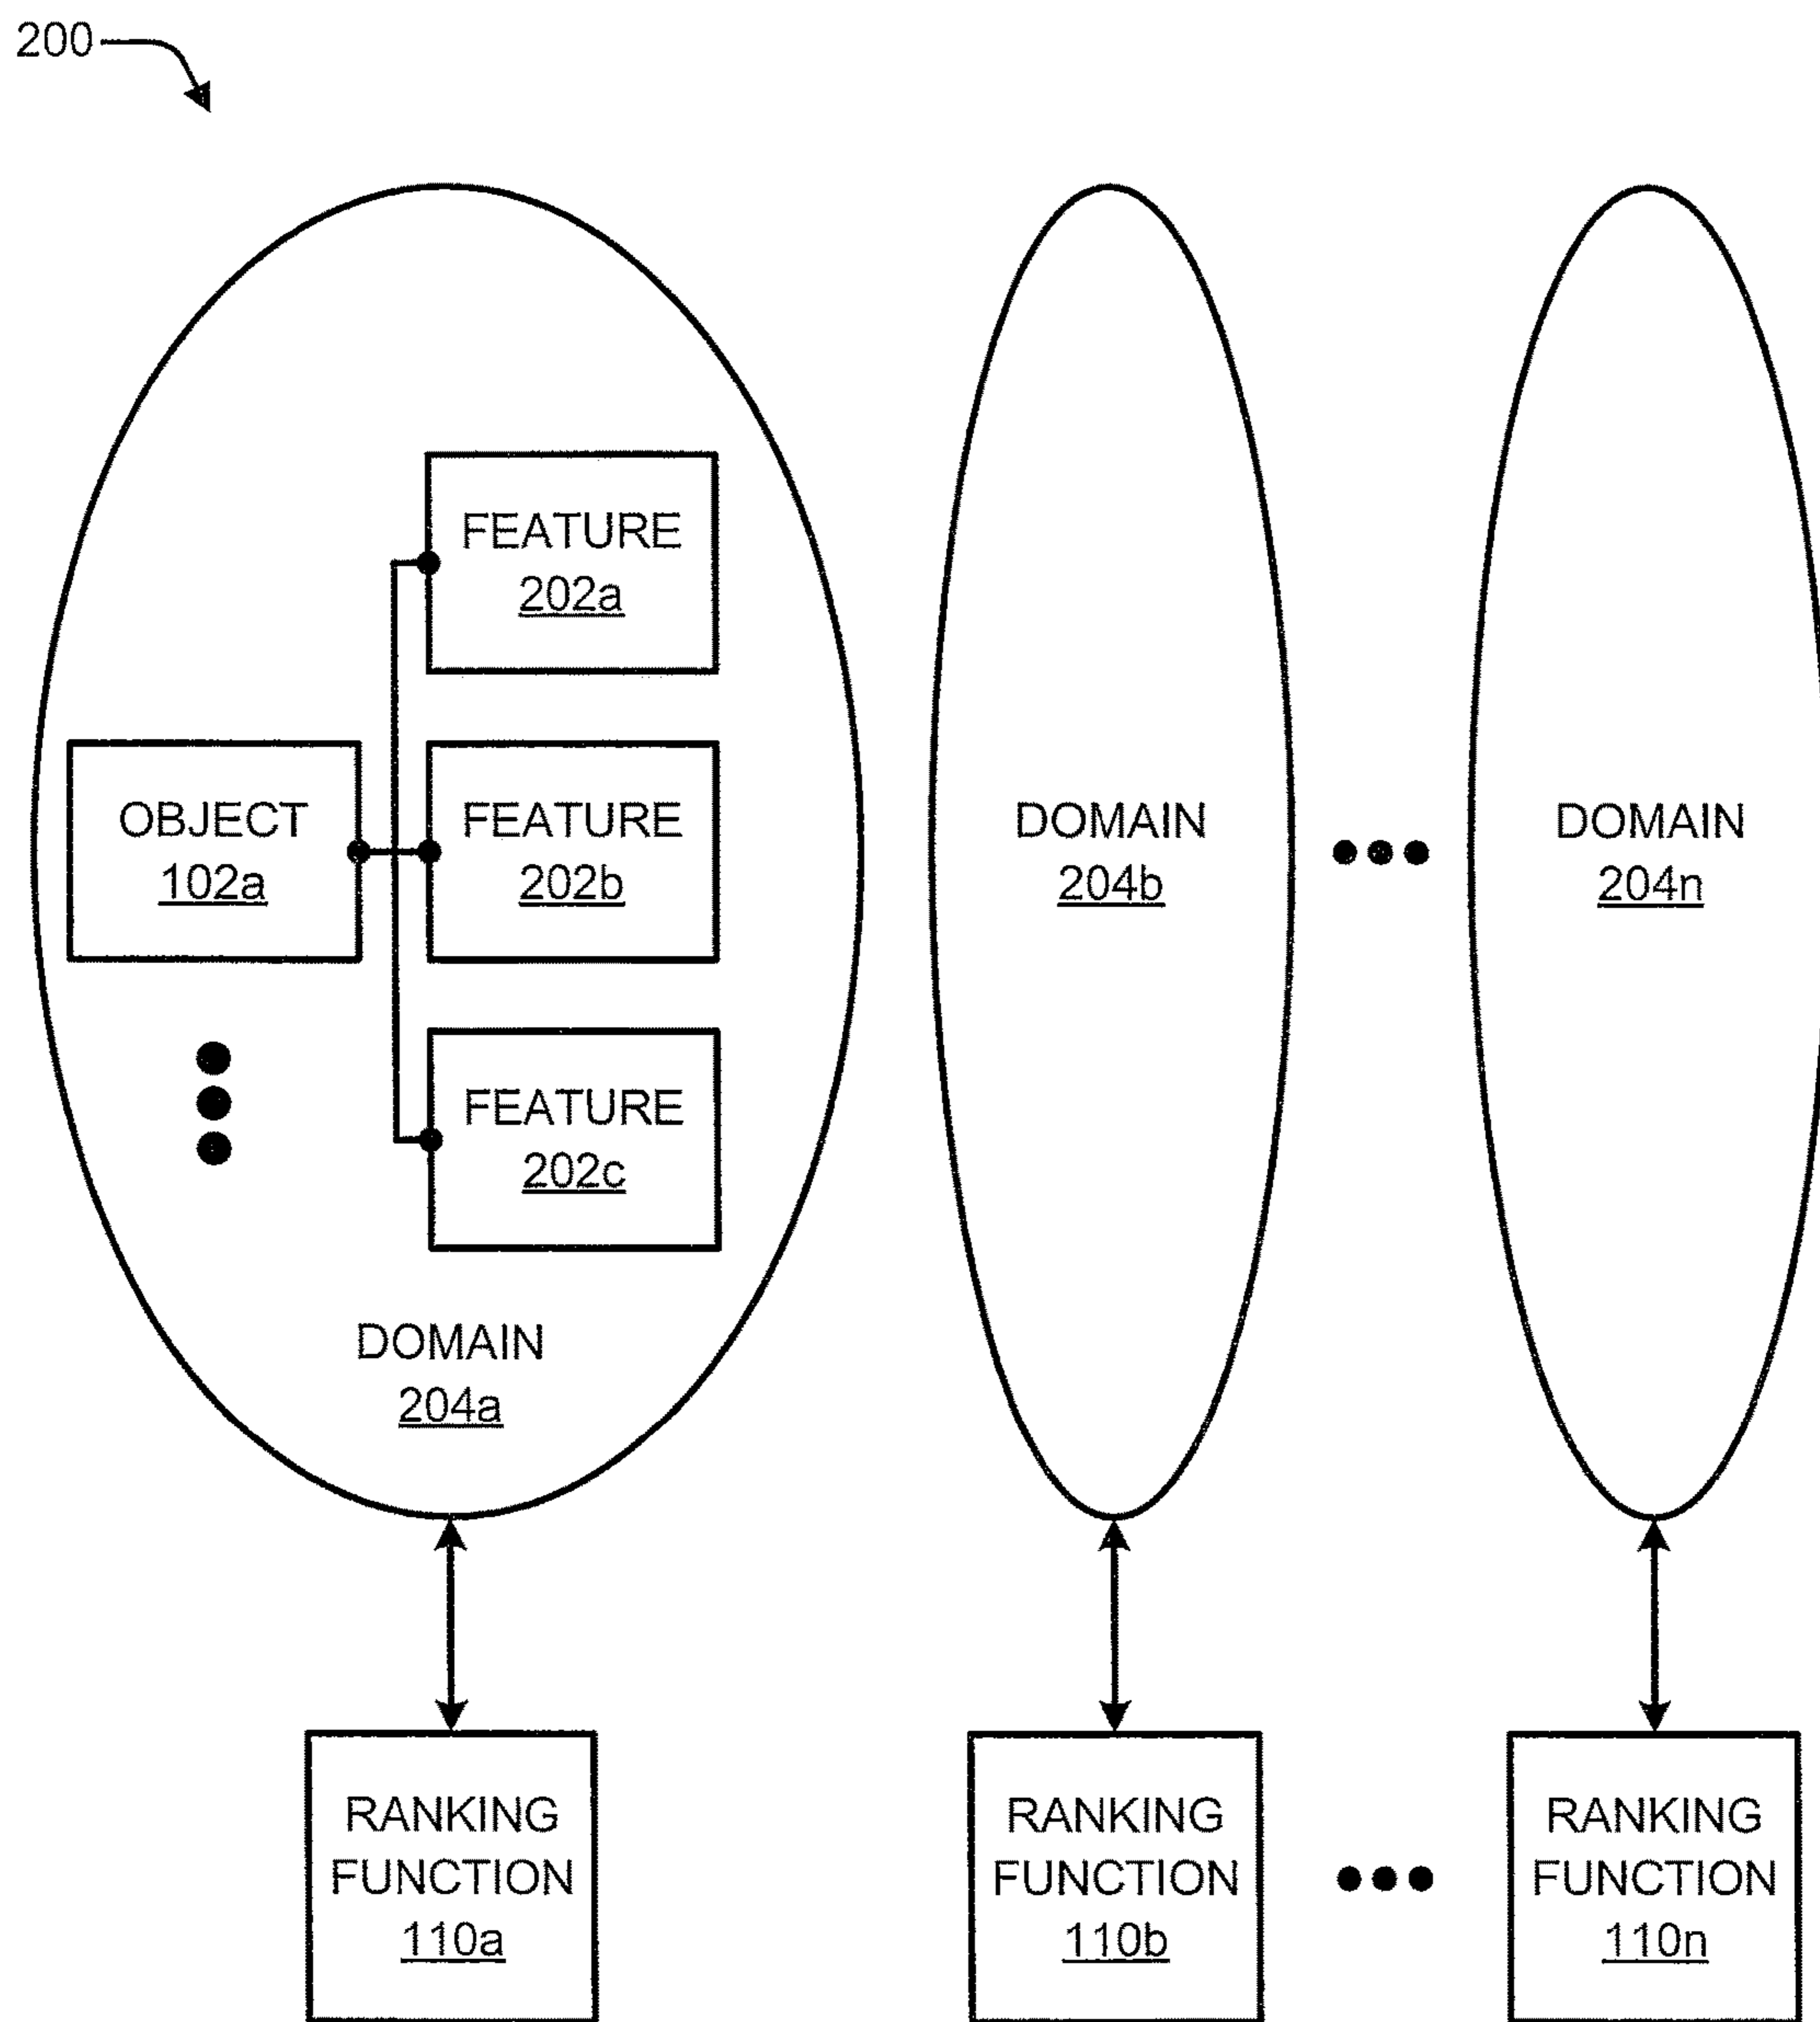 200
FEATURE
202a
OBJECT
102a
FEATURE
202b
FEATURE
202c
DOMAIN
204a
DOMAIN
204b
DOMAIN
204n
RANKING
FUNCTION
110a
RANKING
FUNCTION
110b
RANKING
FUNCTION
110n